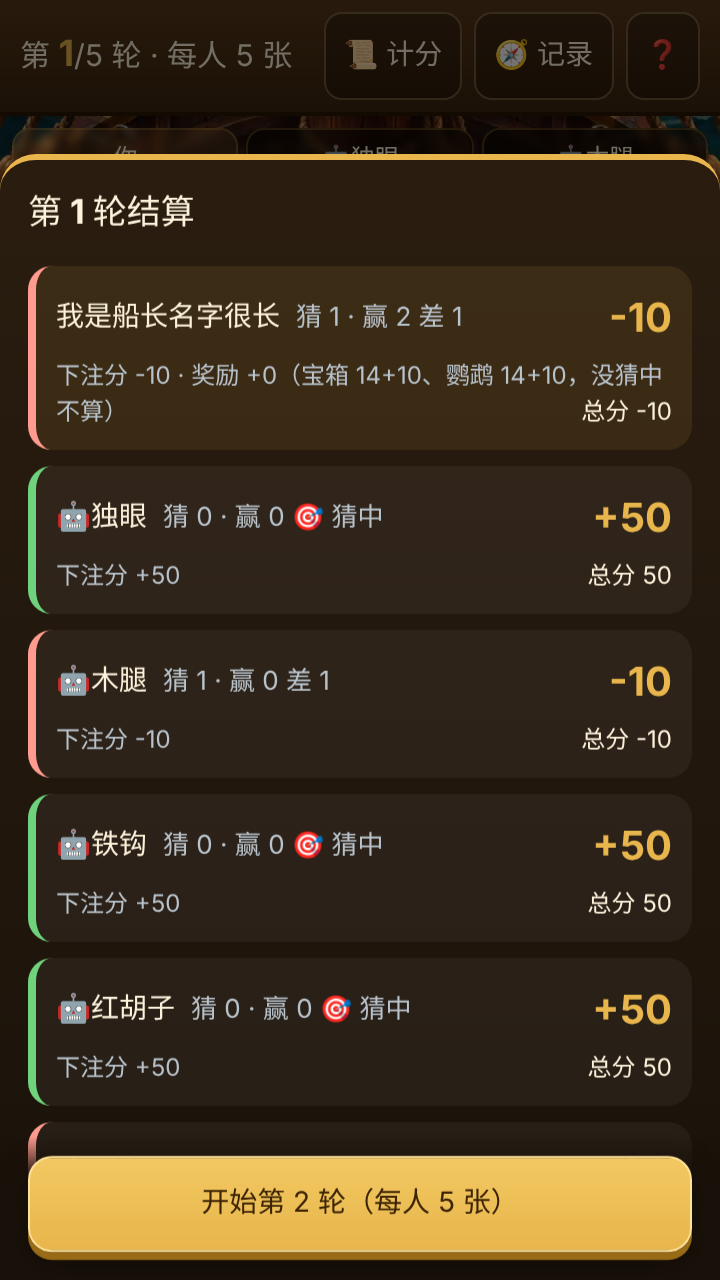 第 1/5 轮 · 每人 5 张
📜 计分
🧭 记录
❓
你
🤖独眼
🤖木腿
第 1 轮结算
我是船长名字很长 猜 1 · 赢 2 差 1
-10
下注分 -10 · 奖励 +0（宝箱 14+10、鹦鹉 14+10，没猜中
不算）
总分 -10
🤖独眼 猜 0 · 赢 0 🎯 猜中
+50
下注分 +50
总分 50
🤖木腿 猜 1 · 赢 0 差 1
-10
下注分 -10
总分 -10
🤖铁钩 猜 0 · 赢 0 🎯 猜中
+50
下注分 +50
总分 50
🤖红胡子 猜 0 · 赢 0 🎯 猜中
+50
下注分 +50
总分 50
开始第 2 轮（每人 5 张）